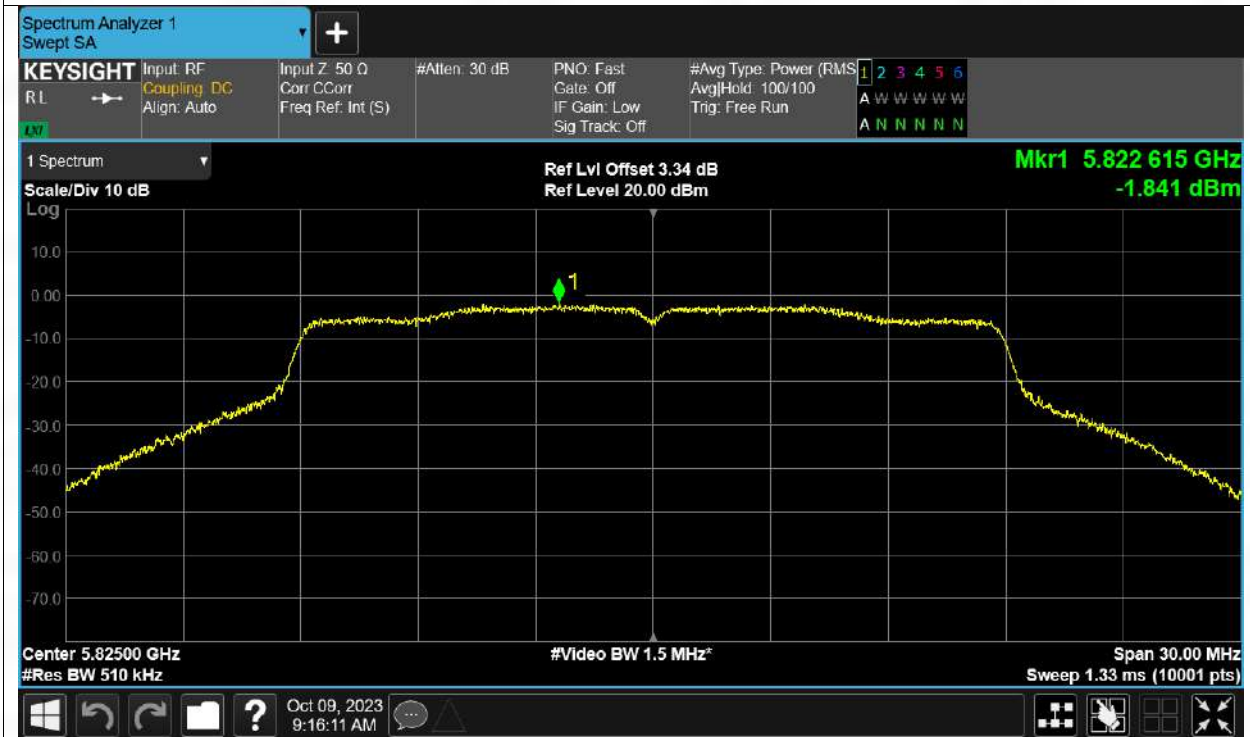 Spectrum Analyzer 1
Swept SA
+
KEYSIGHT Input: RF Input Z: 50 Ω #Atten: 30 dB PNO: Fast #Avg Type: Power (RMS 1 2 3 4 5 6
RL Coupling: DC Corr CCorr Gate: Off Avg|Hold: 100/100 A W W W W W
Align: Auto Freq Ref: Int (S) IF Gain: Low Trig: Free Run
LXI Sig Track: Off A N N N N N
1 Spectrum Ref Lvl Offset 3.34 dB Mkr1 5.822 615 GHz
Scale/Div 10 dB Ref Level 20.00 dBm -1.841 dBm
Log
10.0
1
0.00
-10.0
-20.0
-30.0
-40.0
-50.0
-60.0
-70.0
Center 5.82500 GHz #Video BW 1.5 MHz* Span 30.00 MHz
#Res BW 510 kHz Sweep 1.33 ms (10001 pts)
? Oct 09, 2023
9:16:11 AM